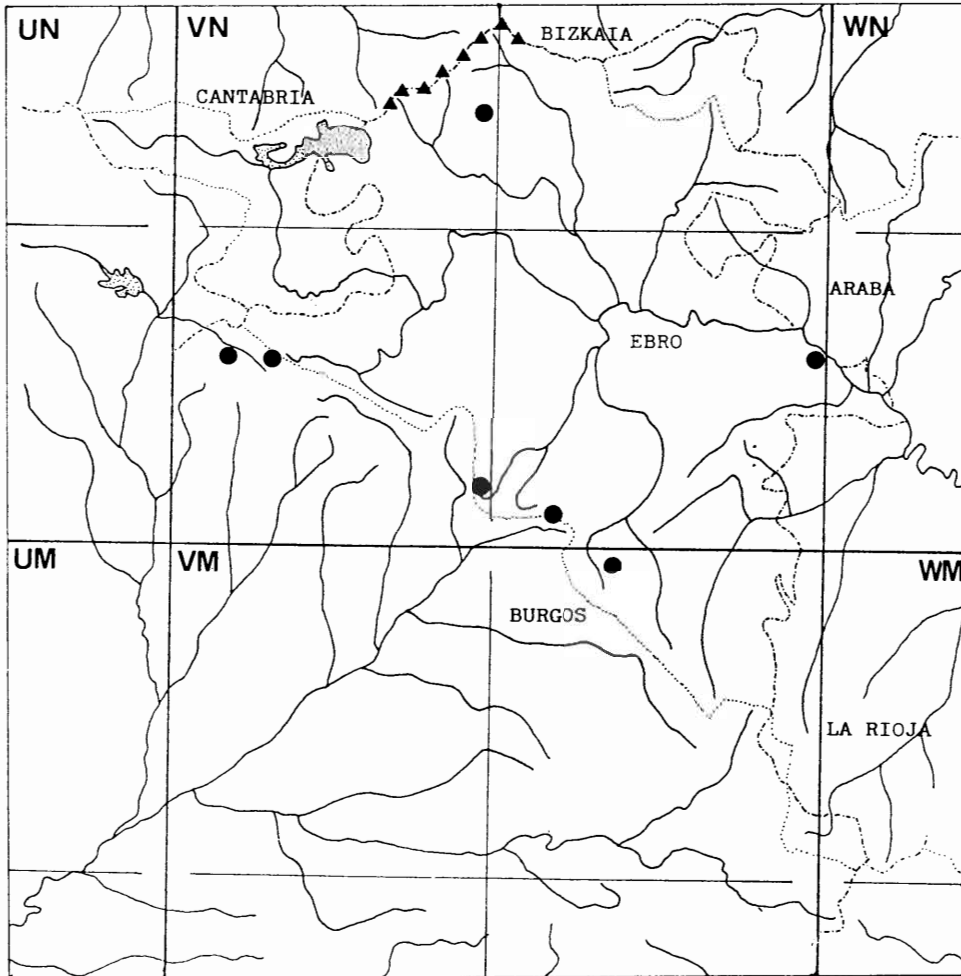 UN VN BIZKAIA WN
CANTABRIA
ARABA
EBRO
UM VM WM
BURGOS
LA RIOJA